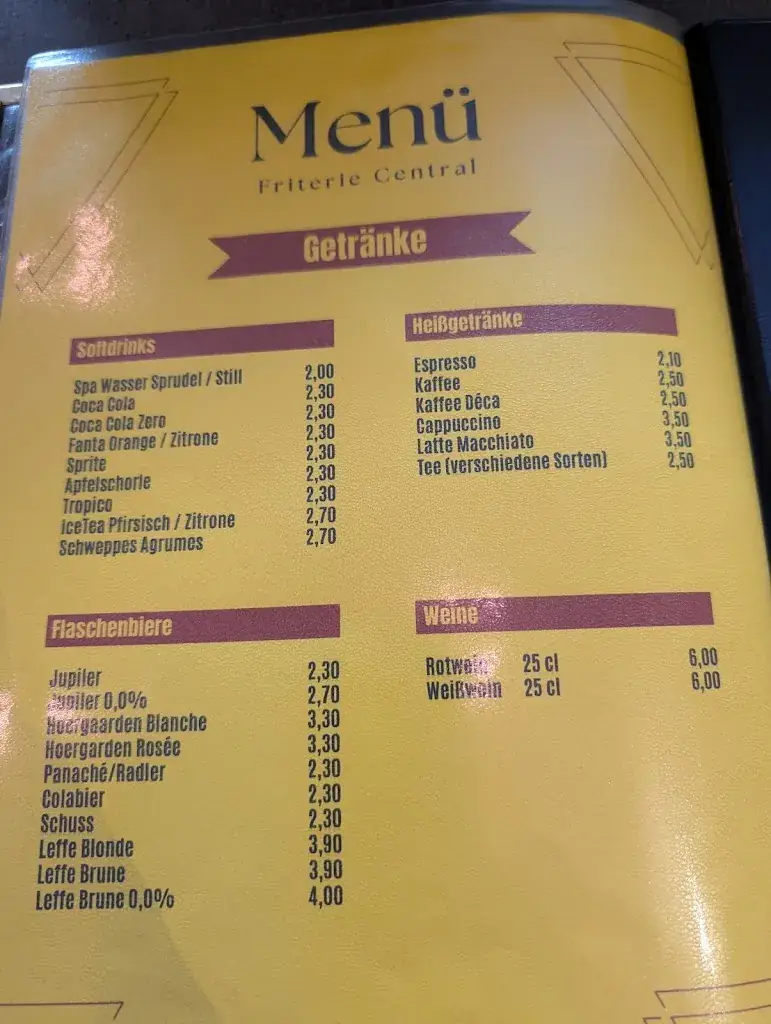 Menü
Friterie Central
Getränke
Softdrinks
Spa Wasser Sprudel / Still 2,00
Coca Cola 2,30
Coca Cola Zero 2,30
Fanta Orange / Zitrone 2,30
Sprite 2,30
Apfelschorle 2,30
Tropico 2,30
IceTea Pfirsisch / Zitrone 2,70
Schweppes Agrumes 2,70
Heißgetränke
Espresso 2,10
Kaffee 2,50
Kaffee Déca 2,50
Cappuccino 3,50
Latte Macchiato 3,50
Tee (verschiedene Sorten) 2,50
Flaschenbiere
Jupiler 2,30
Jupiler 0,0% 2,70
Hoergaarden Blanche 3,30
Hoergarden Rosée 3,30
Panaché/Radler 2,30
Colabier 2,30
Schuss 2,30
Leffe Blonde 3,90
Leffe Brune 3,90
Leffe Brune 0,0% 4,00
Weine
Rotwein 25 cl 6,00
Weißwein 25 cl 6,00